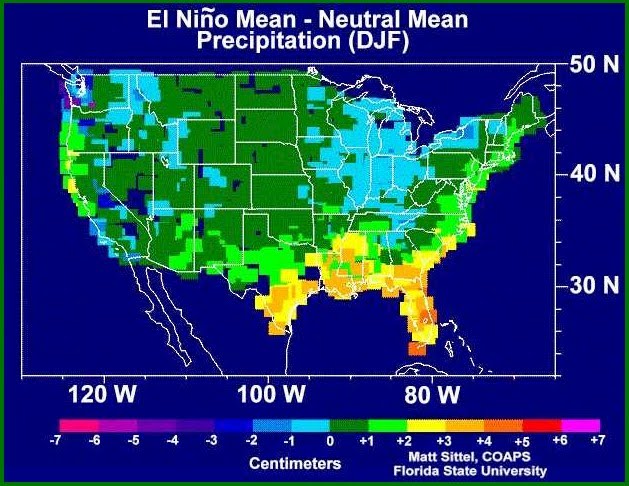 El Niño Mean - Neutral Mean
Precipitation (DJF)
50 N
40 N
30 N
120 W 100 W 80 W
-7 -6 -5 -4 -3 -2 -1 0 +1 +2 +3 +4 +5 +6 +7
Centimeters
Matt Sittel, COAPS
Florida State University